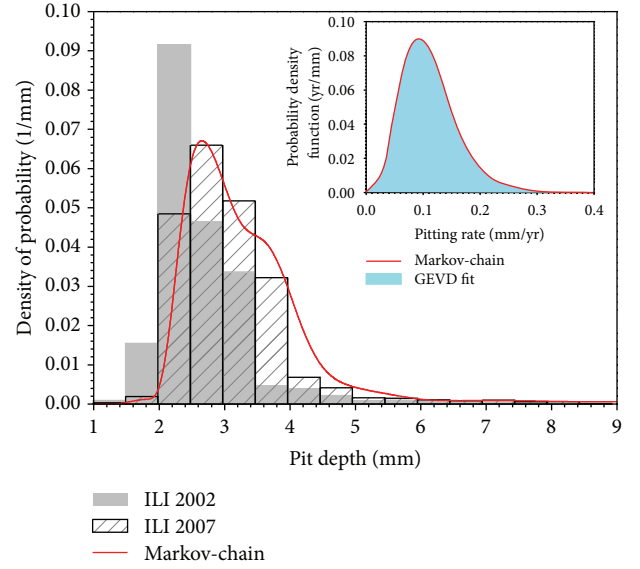 0.10
0.09
0.08
0.07
0.06
0.05
0.04
0.03
0.02
0.01
0.00
Density of probability (1/mm)
1 2 3 4 5 6 7 8 9
Pit depth (mm)
0.10
0.08
0.06
0.04
0.02
0.00
Probability density
function (yr/mm)
0.0 0.1 0.2 0.3 0.4
Pitting rate (mm/yr)
Markov-chain
GEVD fit
ILI 2002
ILI 2007
Markov-chain